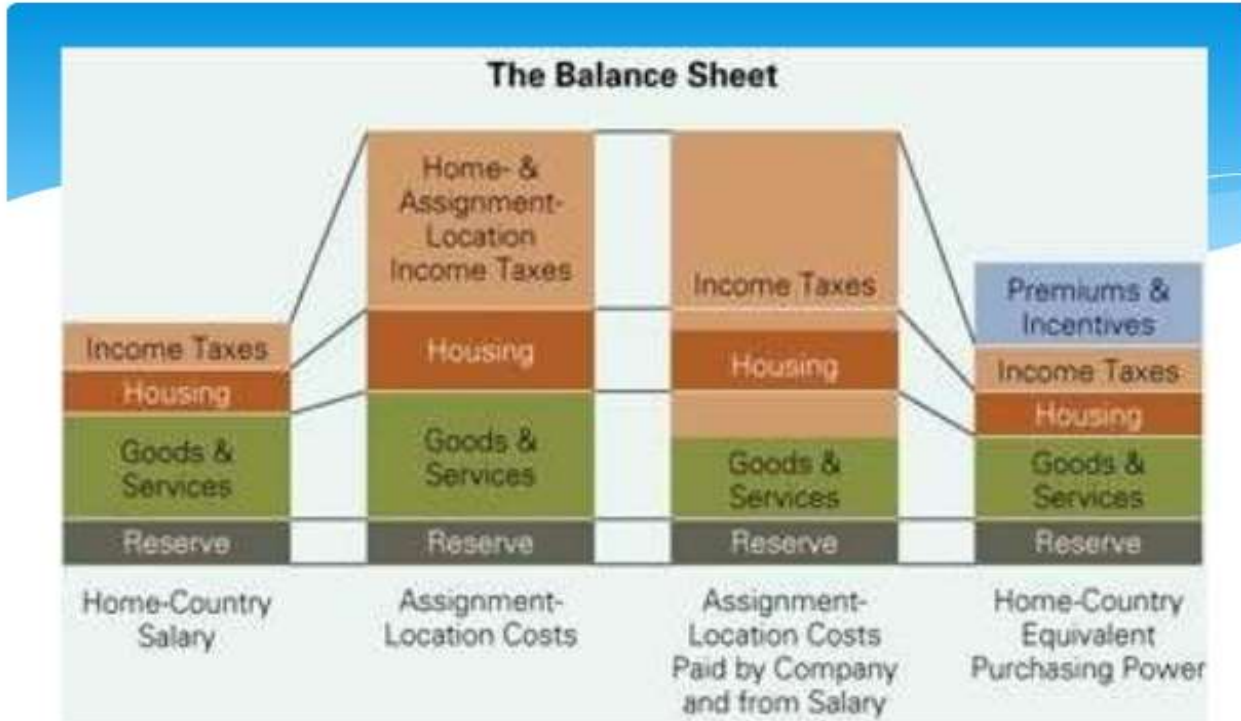 The Balance Sheet
Income Taxes
Housing
Goods &
Services
Reserve
Home-Country
Salary
Home- &
Assignment-
Location
Income Taxes
Housing
Goods &
Services
Reserve
Assignment-
Location Costs
Income Taxes
Housing
Goods &
Services
Reserve
Assignment-
Location Costs
Paid by Company
and from Salary
Premiums &
Incentives
Income Taxes
Housing
Goods &
Services
Reserve
Home-Country
Equivalent
Purchasing Power